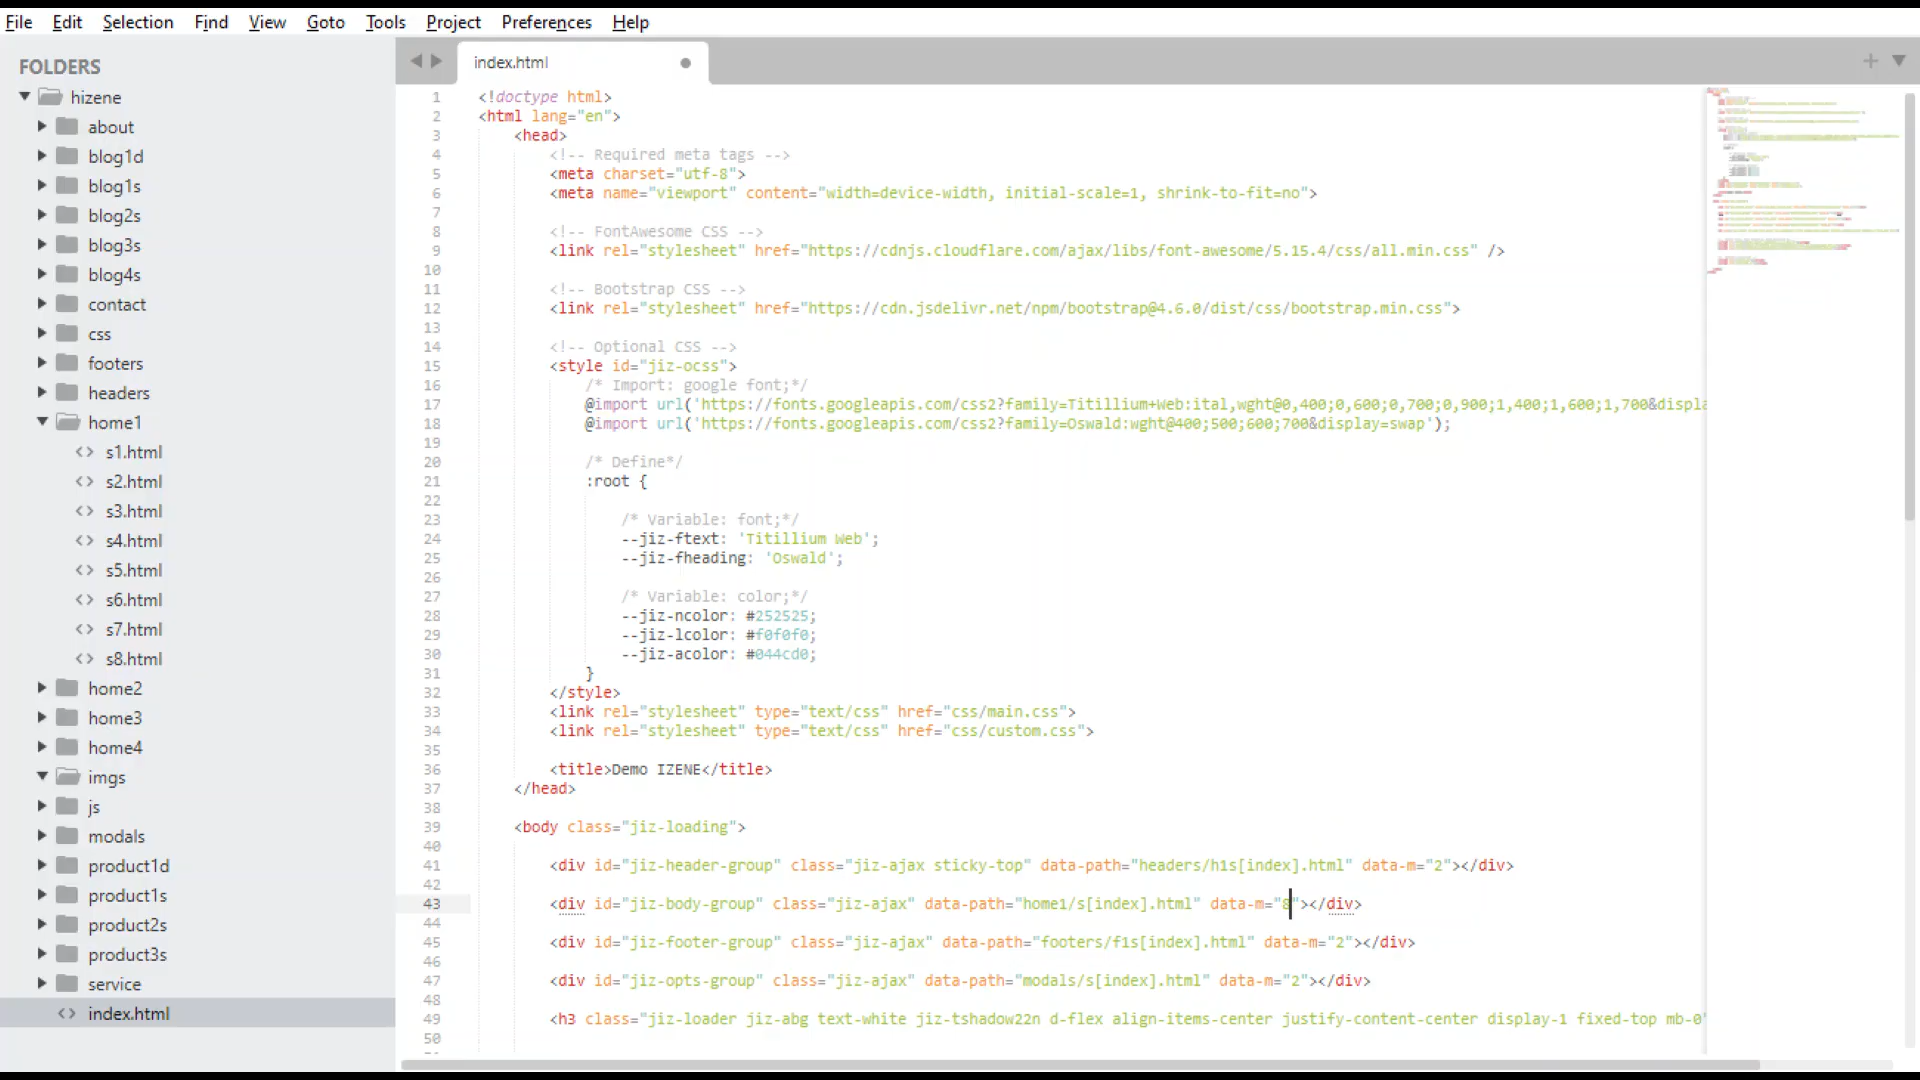 File Edit Selection Find View Goto Tools Project Preferences Help
FOLDERS
hizene
about
blog1d
blog1s
blog2s
blog3s
blog4s
contact
css
footers
headers
home1
s1.html
s2.html
s3.html
s4.html
s5.html
s6.html
s7.html
s8.html
home2
home3
home4
imgs
js
modals
product1d
product1s
product2s
product3s
service
index.html
index.html
1 <!doctype html>
2 <html lang="en">
3 <head>
4 <!-- Required meta tags -->
5 <meta charset="utf-8">
6 <meta name="viewport" content="width=device-width, initial-scale=1, shrink-to-fit=no">
7
8 <!-- FontAwesome CSS -->
9 <link rel="stylesheet" href="https://cdnjs.cloudflare.com/ajax/libs/font-awesome/5.15.4/css/all.min.css" />
10
11 <!-- Bootstrap CSS -->
12 <link rel="stylesheet" href="https://cdn.jsdelivr.net/npm/bootstrap@4.6.0/dist/css/bootstrap.min.css">
13
14 <!-- Optional CSS -->
15 <style id="jiz-ocss">
16 /* Import: google font;*/
17 @import url('https://fonts.googleapis.com/css2?family=Titillium+Web:ital,wght@0,400;0,600;0,700;0,900;1,400;1,600;1,700&displa
18 @import url('https://fonts.googleapis.com/css2?family=Oswald:wght@400;500;600;700&display=swap');
19
20 /* Define*/
21 :root {
22
23 /* Variable: font;*/
24 --jiz-ftext: 'Titillium Web';
25 --jiz-fheading: 'Oswald';
26
27 /* Variable: color;*/
28 --jiz-ncolor: #252525;
29 --jiz-lcolor: #f0f0f0;
30 --jiz-acolor: #044cd0;
31 }
32 </style>
33 <link rel="stylesheet" type="text/css" href="css/main.css">
34 <link rel="stylesheet" type="text/css" href="css/custom.css">
35
36 <title>Demo IZENE</title>
37 </head>
38
39 <body class="jiz-loading">
40
41 <div id="jiz-header-group" class="jiz-ajax sticky-top" data-path="headers/h1s[index].html" data-m="2"></div>
42
43 <div id="jiz-body-group" class="jiz-ajax" data-path="home1/s[index].html" data-m="8"></div>
44
45 <div id="jiz-footer-group" class="jiz-ajax" data-path="footers/f1s[index].html" data-m="2"></div>
46
47 <div id="jiz-opts-group" class="jiz-ajax" data-path="modals/s[index].html" data-m="2"></div>
48
49 <h3 class="jiz-loader jiz-abg text-white jiz-tshadow22n d-flex align-items-center justify-content-center display-1 fixed-top mb-0"
50